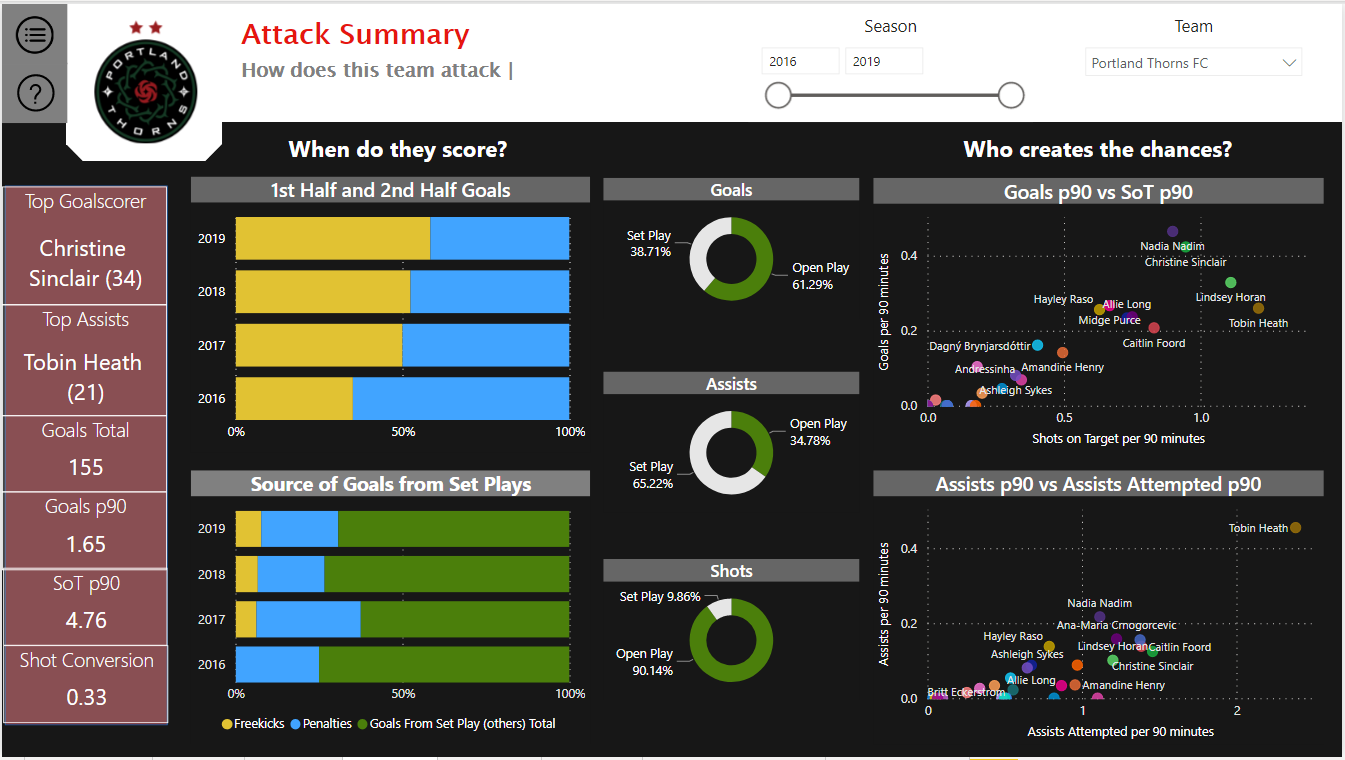 PORTLAND
THORNS
Attack Summary
How does this team attack |
Season
2016
2019
Team
Portland Thorns FC
?
When do they score?
Who creates the chances?
Top Goalscorer
Christine
Sinclair (34)
Top Assists
Tobin Heath
(21)
Goals Total
155
Goals p90
1.65
SoT p90
4.76
Shot Conversion
0.33
1st Half and 2nd Half Goals
2019
2018
2017
2016
0%
50%
100%
Source of Goals from Set Plays
2019
2018
2017
2016
0%
50%
100%
Freekicks
Penalties
Goals From Set Play (others) Total
Goals
Set Play
38.71%
Open Play
61.29%
Assists
Open Play
34.78%
Set Play
65.22%
Shots
Set Play 9.86%
Open Play
90.14%
Goals p90 vs SoT p90
Goals per 90 minutes
0.4
0.2
0.0
Nadia Nadim
Christine Sinclair
Lindsey Horan
Hayley Raso
Allie Long
Midge Purce
Tobin Heath
Caitlin Foord
Dagný Brynjarsdóttir
Andressinha
Amandine Henry
Ashleigh Sykes
0.0
0.5
1.0
Shots on Target per 90 minutes
Assists p90 vs Assists Attempted p90
Assists per 90 minutes
0.4
0.2
0.0
Tobin Heath
Nadia Nadim
Ana-Maria Crnogorcevic
Hayley Raso
Lindsey Horan
Caitlin Foord
Ashleigh Sykes
Christine Sinclair
Allie Long
Amandine Henry
Britt Eckerstrom
0
1
2
Assists Attempted per 90 minutes